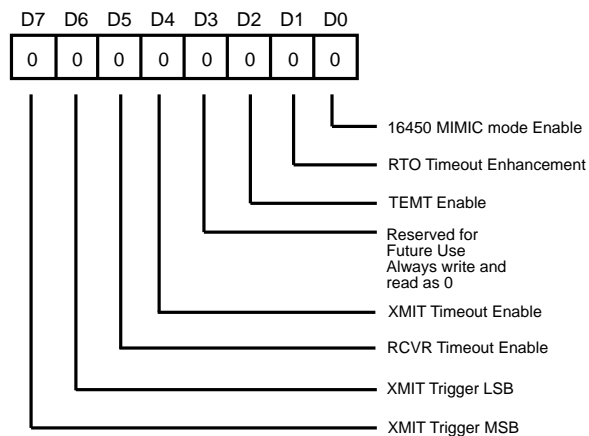 D7 D6 D5 D4 D3 D2 D1 D0
0 0 0 0 0 0 0 0
16450 MIMIC mode Enable
RTO Timeout Enhancement
TEMT Enable
Reserved for
Future Use
Always write and
read as 0
XMIT Timeout Enable
RCVR Timeout Enable
XMIT Trigger LSB
XMIT Trigger MSB